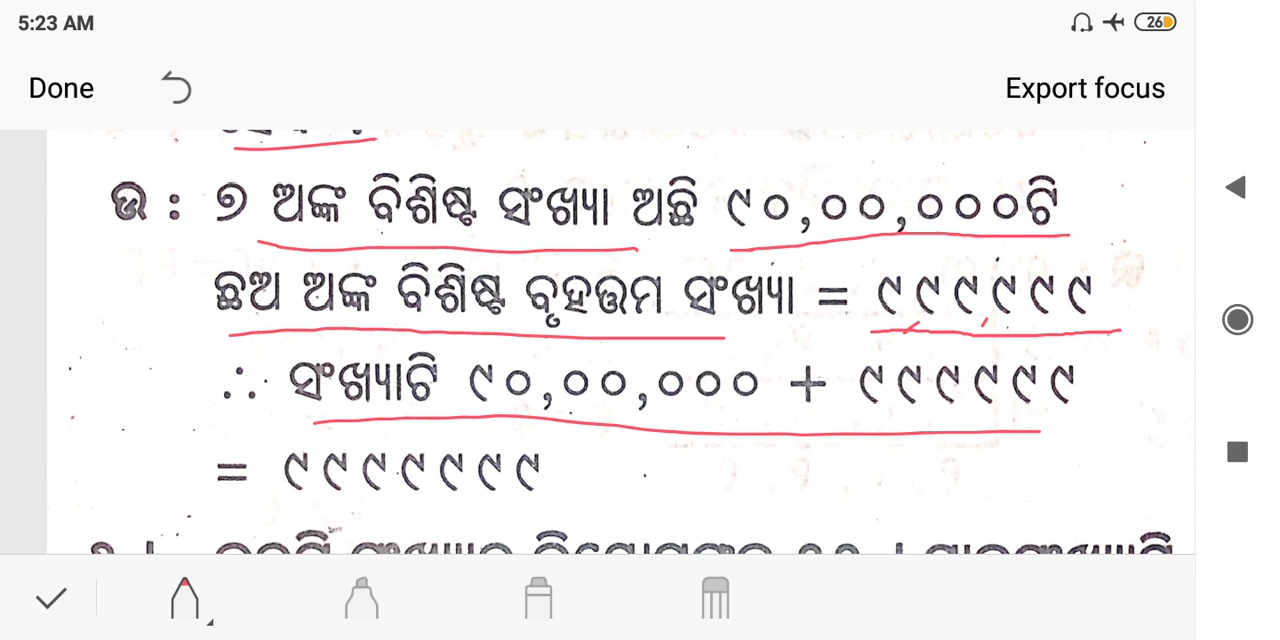 5:23 AM
26
Done
Export focus
ଉ : ୭ ଅଙ୍କ ବିଶିଷ୍ଟ ସଂଖ୍ୟା ଅଛି ୯୦,୦୦,୦୦୦ଟି
ଛଅ ଅଙ୍କ ବିଶିଷ୍ଟ ବୃହତ୍ତମ ସଂଖ୍ୟା = ୯୯୯୯୯୯
∴ ସଂଖ୍ୟାଟି ୯୦,୦୦,୦୦୦ + ୯୯୯୯୯୯
= ୯୯୯୯୯୯୯